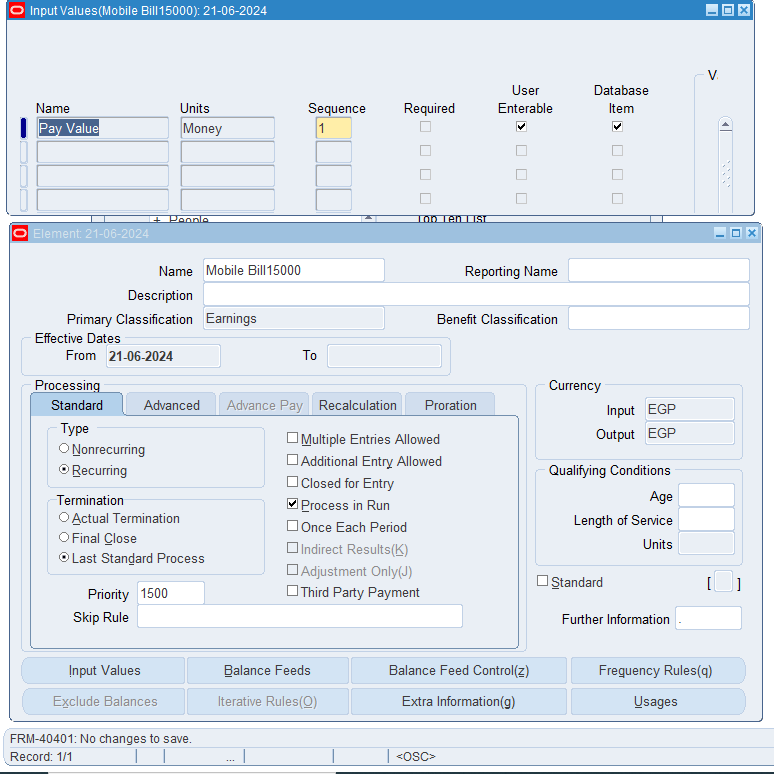 Input Values(Mobile Bill15000): 21-06-2024
V
User Database
Name Units Sequence Required Enterable Item
Pay Value Money 1
+ People
Top Ten List
Element: 21-06-2024
Name Mobile Bill15000 Reporting Name
Description
Primary Classification Earnings Benefit Classification
Effective Dates
From 21-06-2024 To
Processing
Standard Advanced Advance Pay Recalculation Proration
Type
Nonrecurring
Recurring
Termination
Actual Termination
Final Close
Last Standard Process
Priority 1500
Skip Rule
Multiple Entries Allowed
Additional Entry Allowed
Closed for Entry
Process in Run
Once Each Period
Indirect Results(K)
Adjustment Only(J)
Third Party Payment
Currency
Input EGP
Output EGP
Qualifying Conditions
Age
Length of Service
Units
Standard [ ]
Further Information .
Input Values Balance Feeds Balance Feed Control(z) Frequency Rules(q)
Exclude Balances Iterative Rules(O) Extra Information(g) Usages
FRM-40401: No changes to save.
Record: 1/1 ... <OSC>